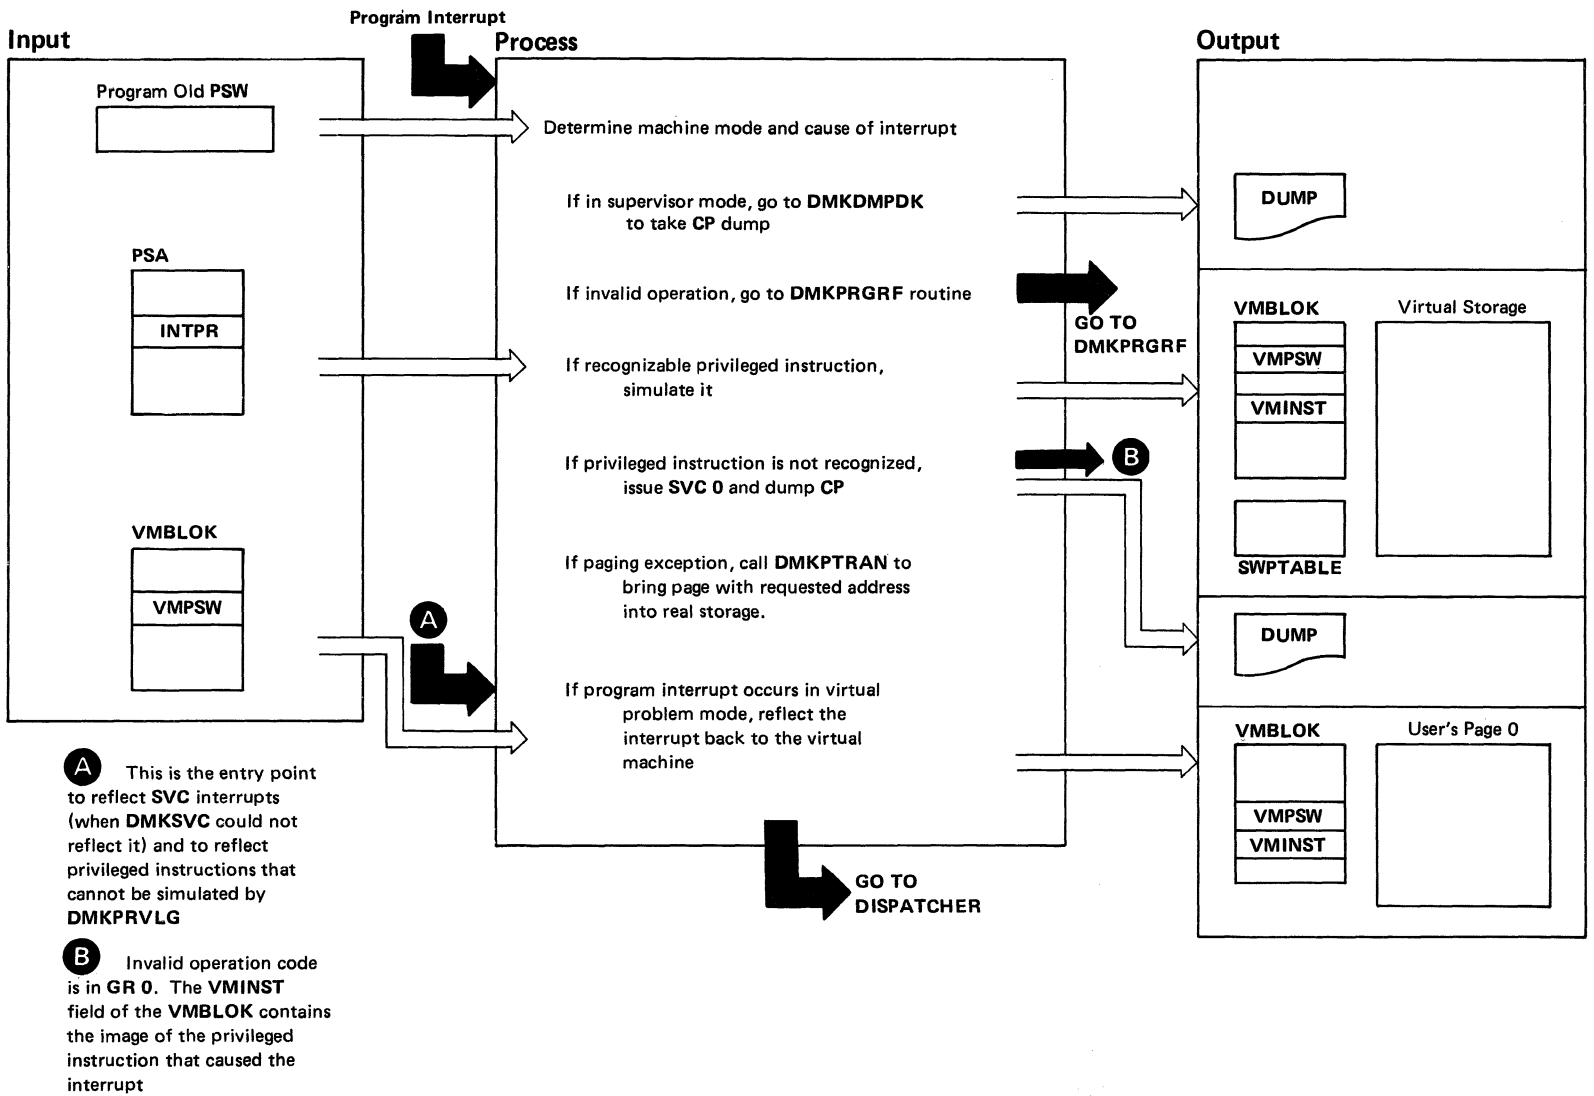 Program Interrupt
Input
Process
Output
Program Old PSW
Determine machine mode and cause of interrupt
If in supervisor mode, go to DMKDMPDK
to take CP dump
DUMP
PSA
INTPR
If invalid operation, go to DMKPRGRF routine
GO TO
DMKPRGRF
If recognizable privileged instruction,
simulate it
VMBLOK
Virtual Storage
VMPSW
VMINST
SWPTABLE
If privileged instruction is not recognized,
issue SVC 0 and dump CP
B
VMBLOK
VMPSW
If paging exception, call DMKPTRAN to
bring page with requested address
into real storage.
DUMP
A
If program interrupt occurs in virtual
problem mode, reflect the
interrupt back to the virtual
machine
VMBLOK
User's Page 0
VMPSW
VMINST
GO TO
DISPATCHER
A This is the entry point
to reflect SVC interrupts
(when DMKSVC could not
reflect it) and to reflect
privileged instructions that
cannot be simulated by
DMKPRVLG
B Invalid operation code
is in GR 0. The VMINST
field of the VMBLOK contains
the image of the privileged
instruction that caused the
interrupt